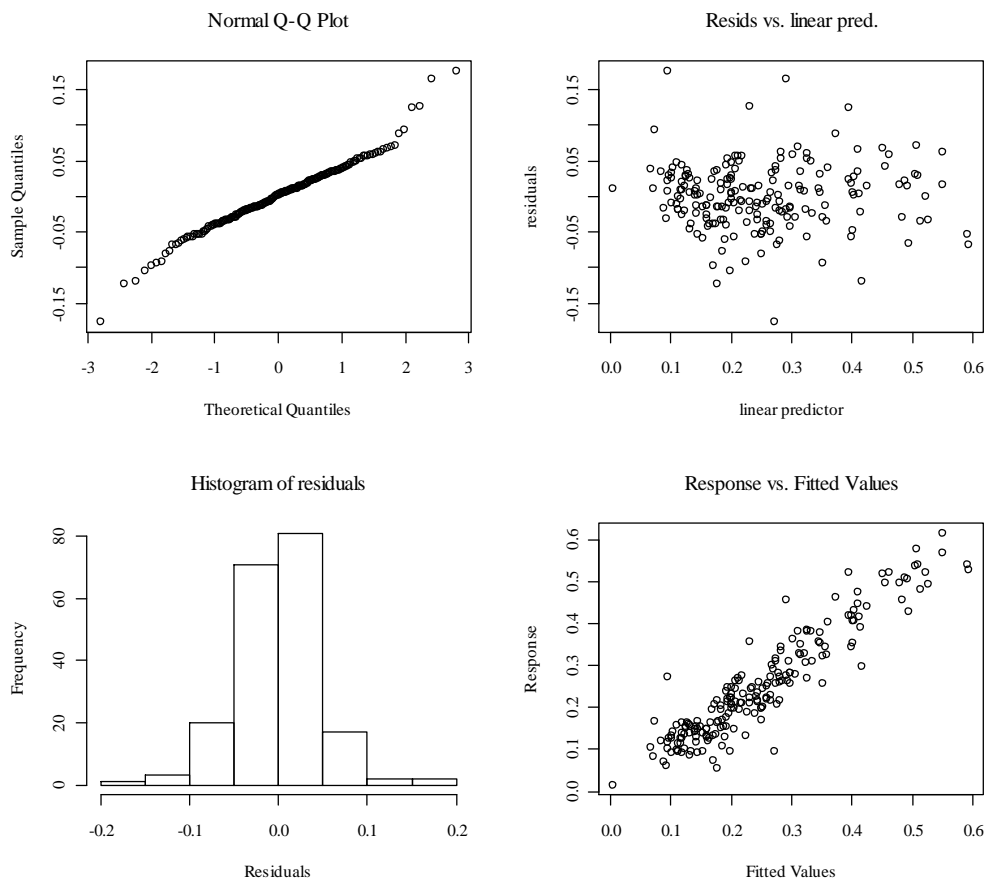 Normal Q-Q Plot
Sample Quantiles
0.15
0.05
-0.05
-0.15
-3 -2 -1 0 1 2 3
Theoretical Quantiles
Resids vs. linear pred.
residuals
0.15
0.05
-0.05
-0.15
0.0 0.1 0.2 0.3 0.4 0.5 0.6
linear predictor
Histogram of residuals
Frequency
80
60
40
20
0
-0.2 -0.1 0.0 0.1 0.2
Residuals
Response vs. Fitted Values
Response
0.6
0.5
0.4
0.3
0.2
0.1
0.0
0.0 0.1 0.2 0.3 0.4 0.5 0.6
Fitted Values